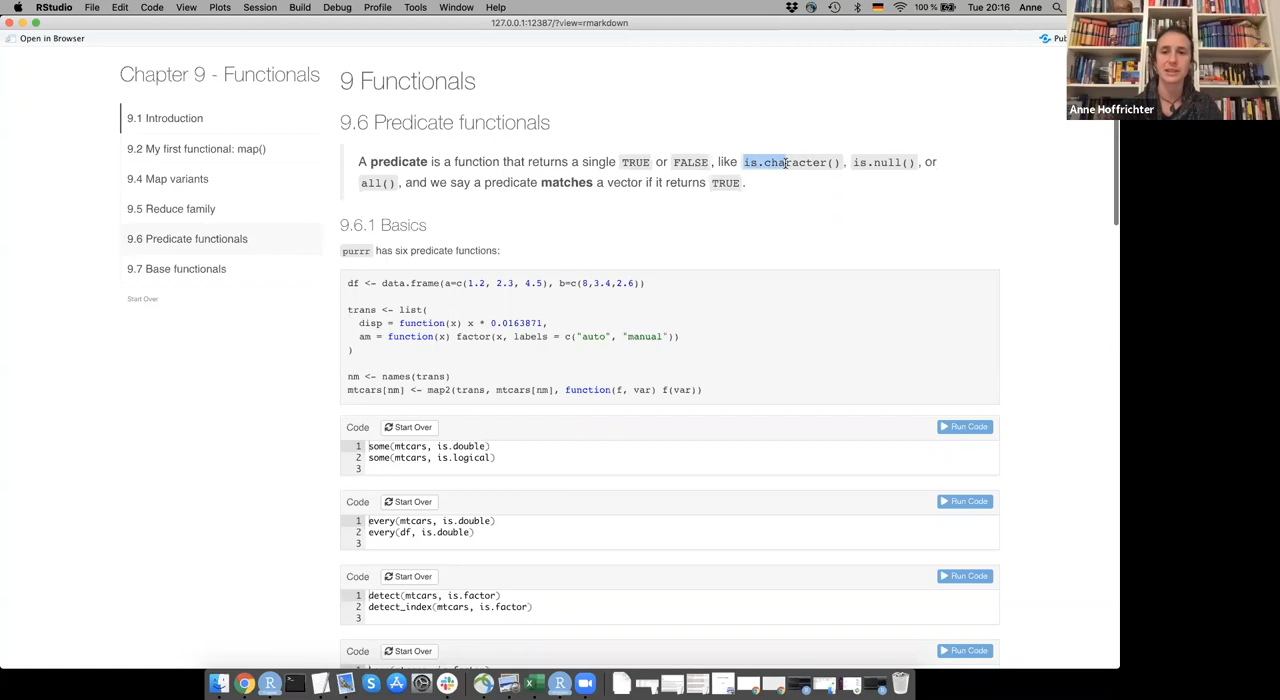 RStudio File Edit Code View Plots Session Build Debug Profile Tools Window Help 100 % Tue 20:16 Anne
127.0.0.1:12387/?view=rmarkdown
Open in Browser
Pub
Anne Hoffrichter
Chapter 9 - Functionals
9.1 Introduction
9.2 My first functional: map()
9.4 Map variants
9.5 Reduce family
9.6 Predicate functionals
9.7 Base functionals
Start Over
9 Functionals
9.6 Predicate functionals
A predicate is a function that returns a single TRUE or FALSE, like is.character(), is.null(), or
all(), and we say a predicate matches a vector if it returns TRUE.
9.6.1 Basics
purrr has six predicate functions:
df <- data.frame(a=c(1.2, 2.3, 4.5), b=c(8,3.4,2.6))
trans <- list(
disp = function(x) x * 0.0163871,
am = function(x) factor(x, labels = c("auto", "manual"))
)
nm <- names(trans)
mtcars[nm] <- map2(trans, mtcars[nm], function(f, var) f(var))
Code Start Over Run Code
1 some(mtcars, is.double)
2 some(mtcars, is.logical)
3
Code Start Over Run Code
1 every(mtcars, is.double)
2 every(df, is.double)
3
Code Start Over Run Code
1 detect(mtcars, is.factor)
2 detect_index(mtcars, is.factor)
3
Code Start Over Run Code